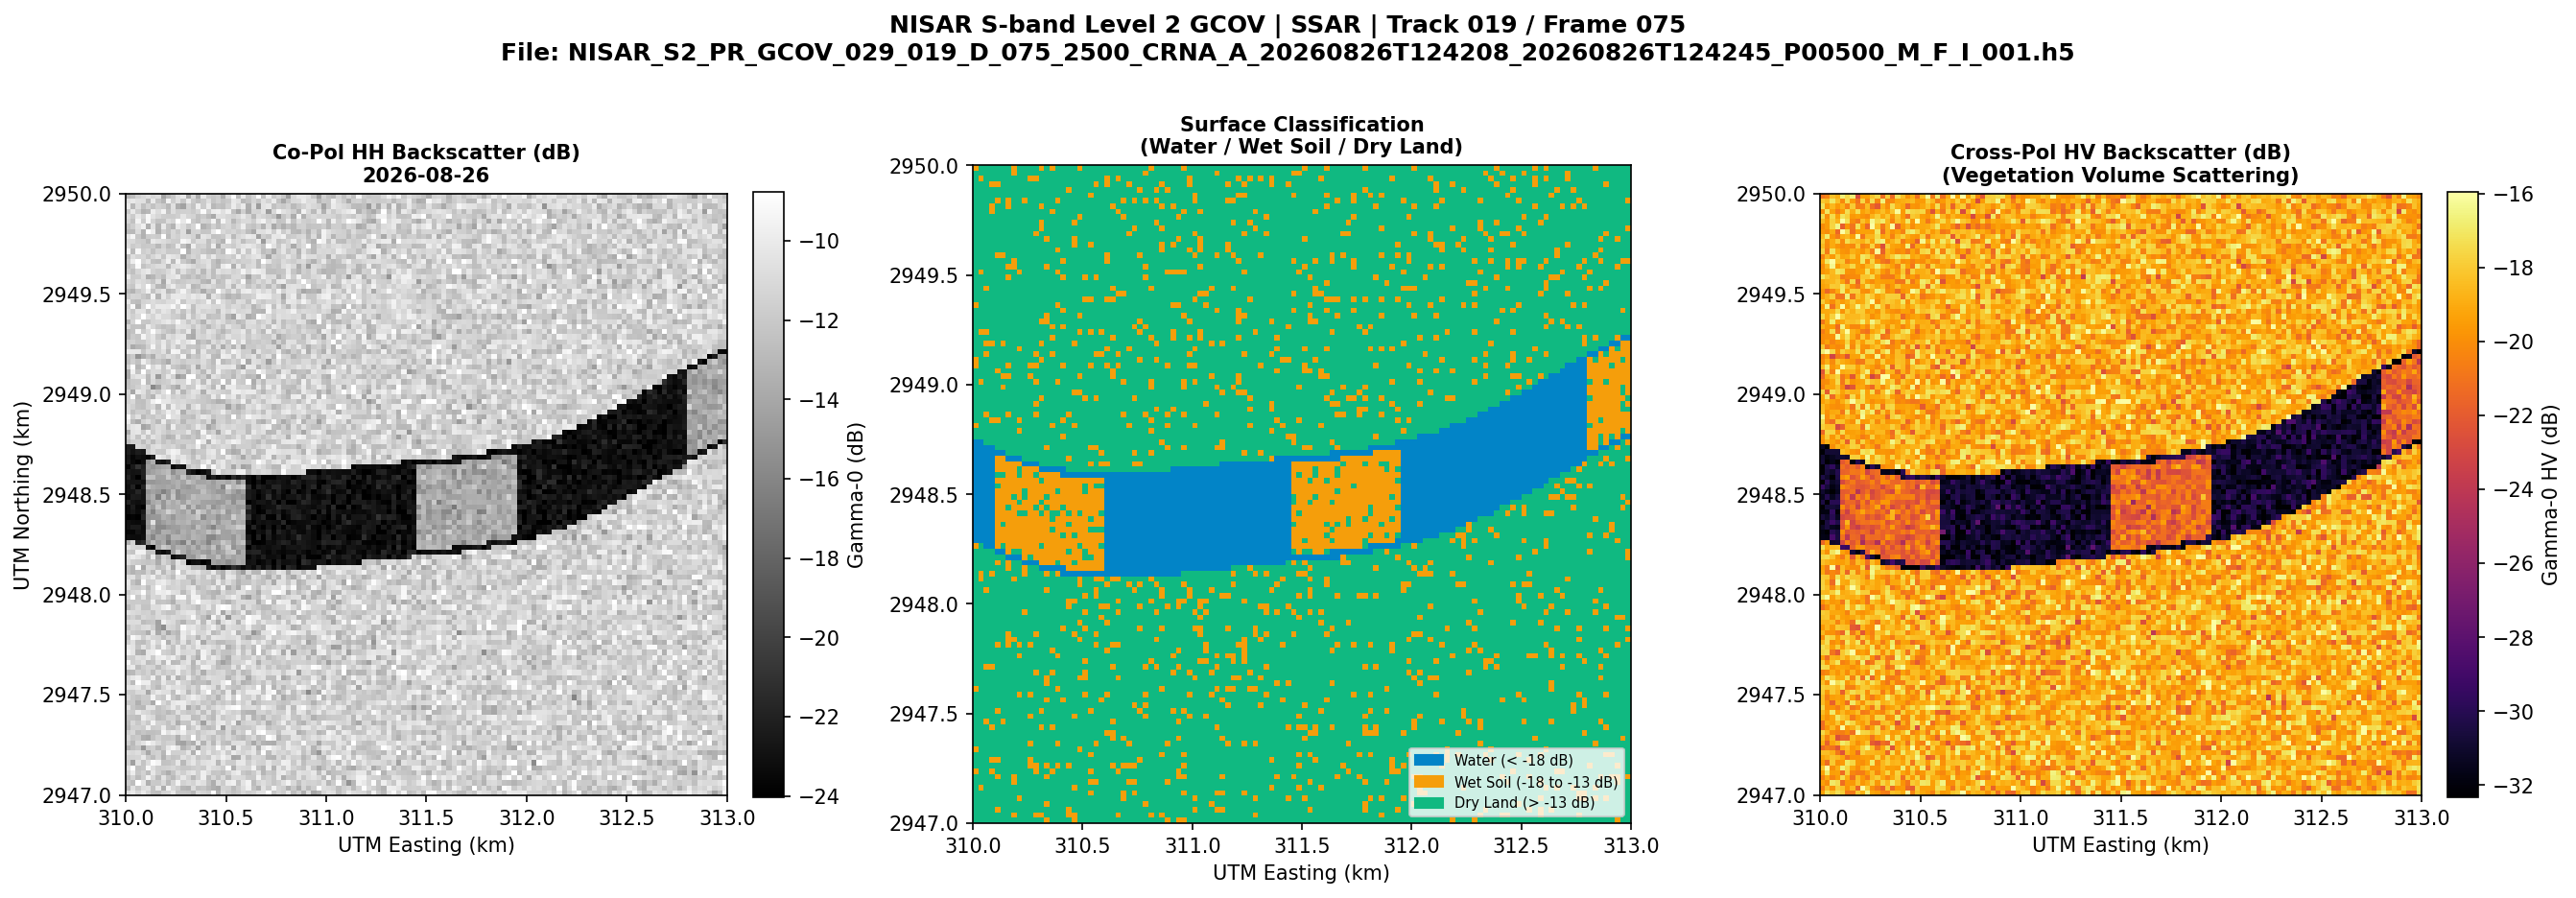 NISAR S-band Level 2 GCOV | SSAR | Track 019 / Frame 075
File: NISAR_S2_PR_GCOV_029_019_D_075_2500_CRNA_A_20260826T124208_20260826T124245_P00500_M_F_I_001.h5
Co-Pol HH Backscatter (dB)
2026-08-26
2950.0
2949.5
2949.0
2948.5
2948.0
2947.5
2947.0
UTM Northing (km)
310.0 310.5 311.0 311.5 312.0 312.5 313.0
UTM Easting (km)
−10
−12
−14
−16
−18
−20
−22
−24
Gamma-0 (dB)
Surface Classification
(Water / Wet Soil / Dry Land)
2950.0
2949.5
2949.0
2948.5
2948.0
2947.5
2947.0
Water (< -18 dB)
Wet Soil (-18 to -13 dB)
Dry Land (> -13 dB)
310.0 310.5 311.0 311.5 312.0 312.5 313.0
UTM Easting (km)
Cross-Pol HV Backscatter (dB)
(Vegetation Volume Scattering)
2950.0
2949.5
2949.0
2948.5
2948.0
2947.5
2947.0
310.0 310.5 311.0 311.5 312.0 312.5 313.0
UTM Easting (km)
−16
−18
−20
−22
−24
−26
−28
−30
−32
Gamma-0 HV (dB)